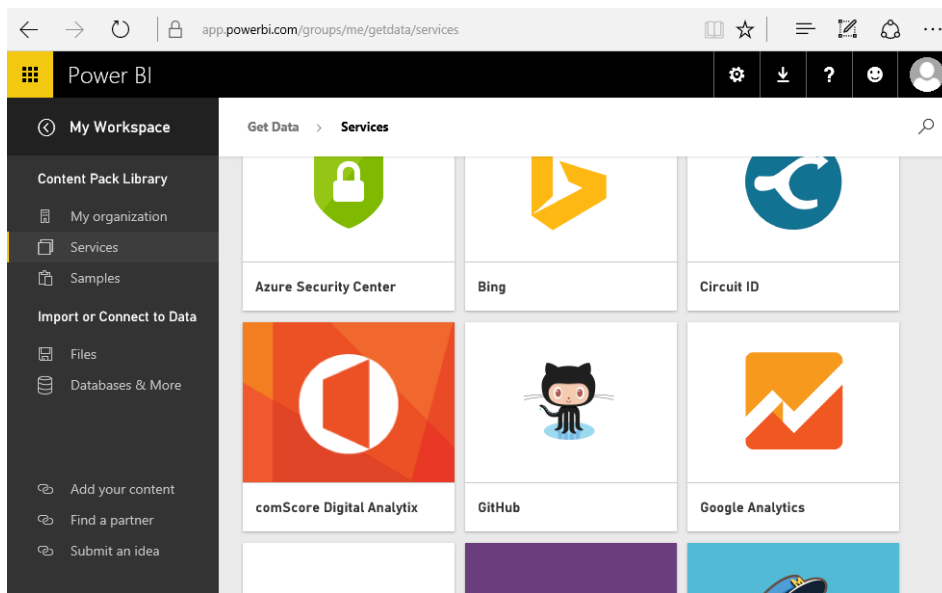 app.powerbi.com/groups/me/getdata/services
Power BI
?
My Workspace
Get Data > Services
Content Pack Library
My organization
Services
Samples
Import or Connect to Data
Files
Databases & More
Add your content
Find a partner
Submit an idea
Azure Security Center
Bing
Circuit ID
comScore Digital Analytix
GitHub
Google Analytics